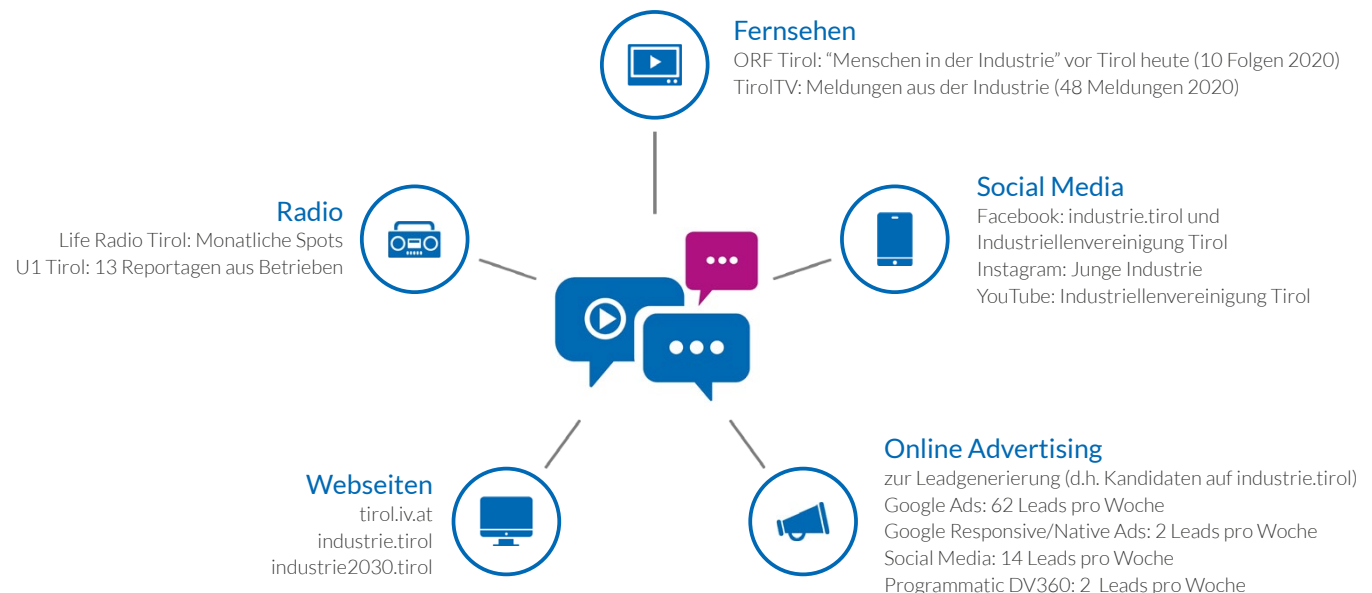 Fernsehen
ORF Tirol: “Menschen in der Industrie” vor Tirol heute (10 Folgen 2020)
TirolTV: Meldungen aus der Industrie (48 Meldungen 2020)
Radio
Life Radio Tirol: Monatliche Spots
U1 Tirol: 13 Reportagen aus Betrieben
Social Media
Facebook: industrie.tirol und
Industriellenvereinigung Tirol
Instagram: Junge Industrie
YouTube: Industriellenvereinigung Tirol
Webseiten
tirol.iv.at
industrie.tirol
industrie2030.tirol
Online Advertising
zur Leadgenerierung (d.h. Kandidaten auf industrie.tirol)
Google Ads: 62 Leads pro Woche
Google Responsive/Native Ads: 2 Leads pro Woche
Social Media: 14 Leads pro Woche
Programmatic DV360: 2 Leads pro Woche